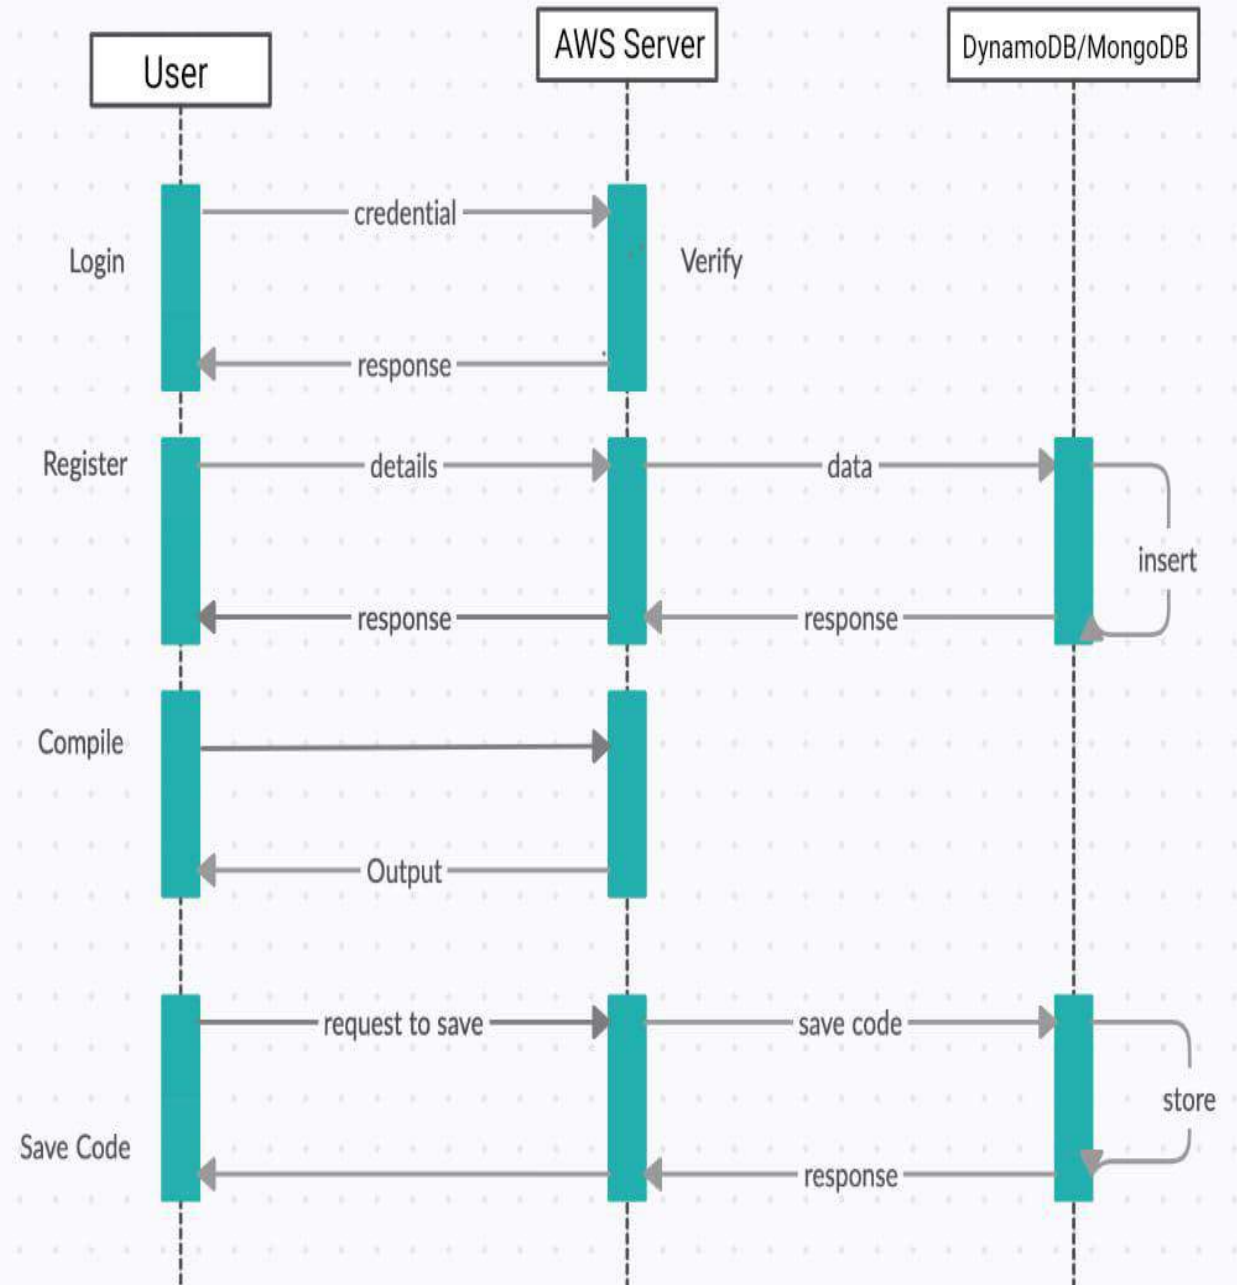 User
AWS Server
DynamoDB/MongoDB
credential
Login
Verify
response
Register
details
data
insert
response
response
Compile
Output
request to save
save code
store
Save Code
response